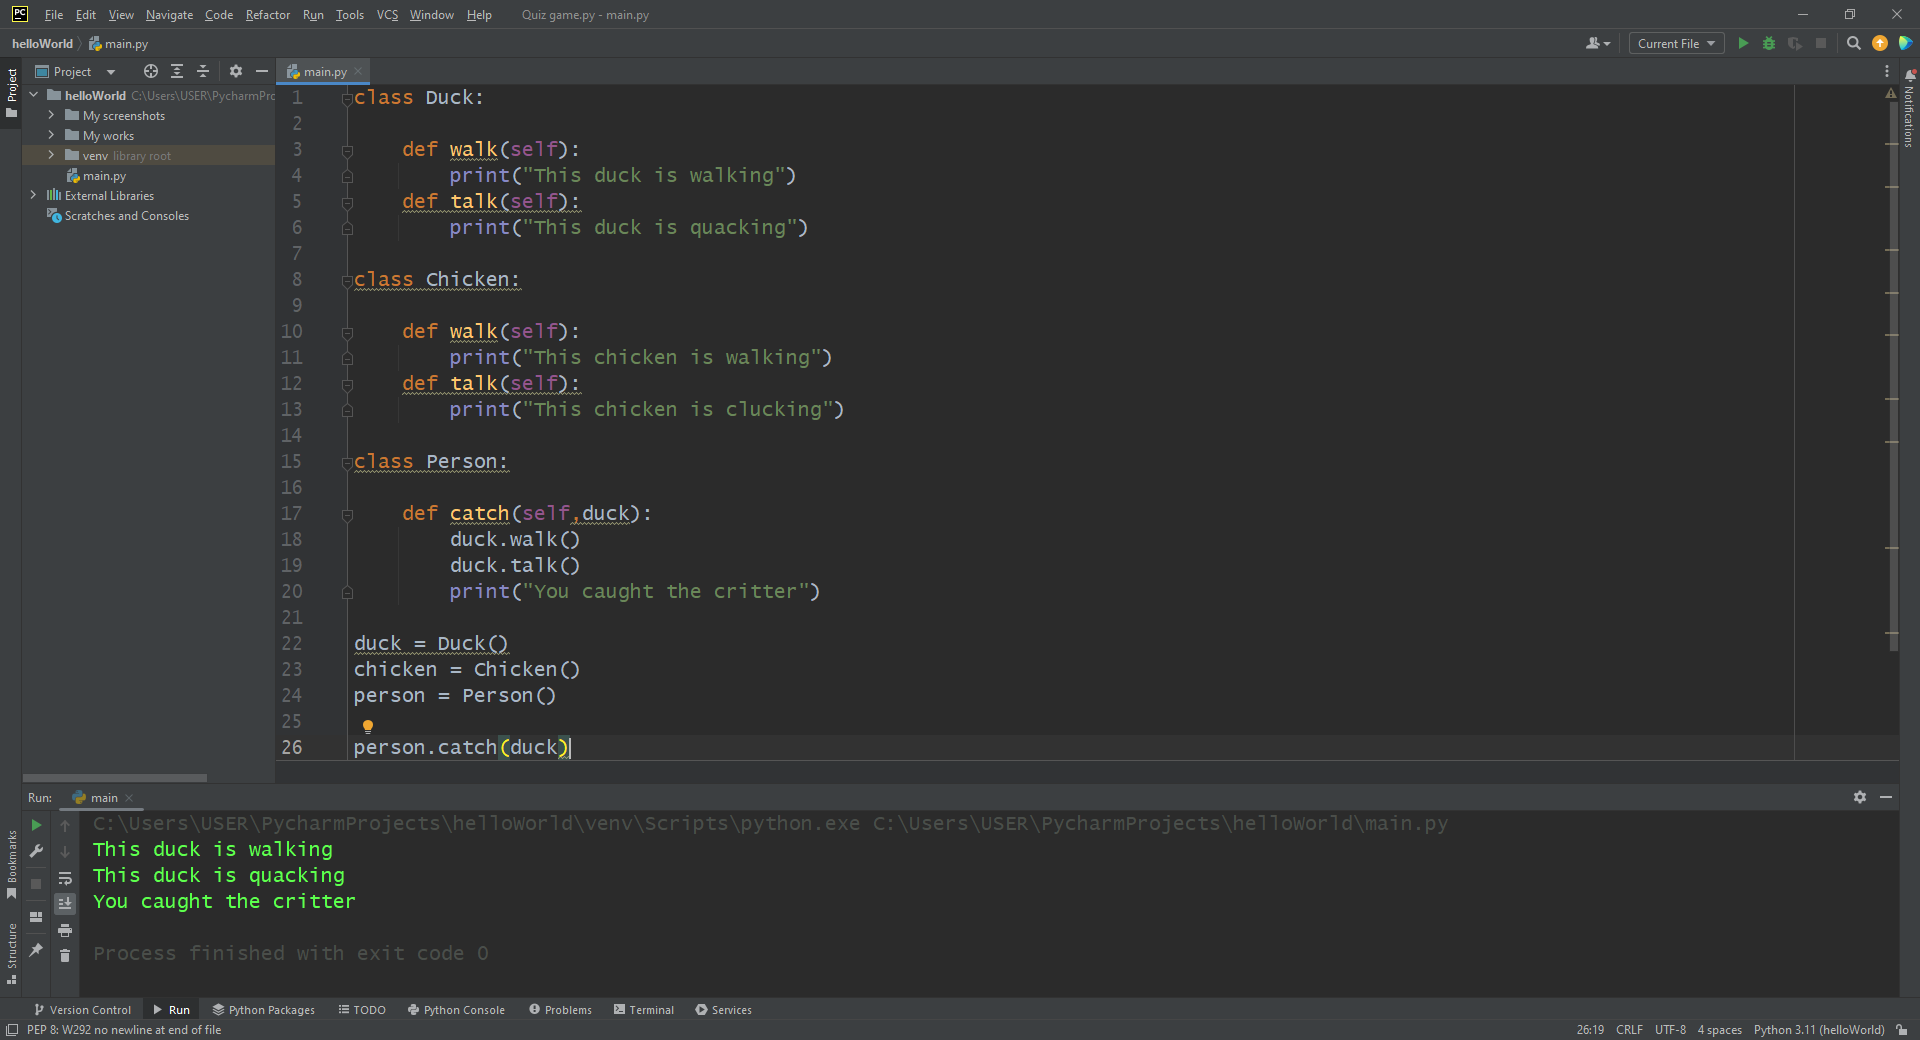 PC File Edit View Navigate Code Refactor Run Tools VCS Window Help Quiz game.py - main.py
helloWorld main.py Current File
Project
Project main.py
helloWorld C:\Users\USER\PycharmPro
My screenshots
My works
venv library root
main.py
External Libraries
Scratches and Consoles
1 class Duck:
2
3 def walk(self):
4 print("This duck is walking")
5 def talk(self):
6 print("This duck is quacking")
7
8 class Chicken:
9
10 def walk(self):
11 print("This chicken is walking")
12 def talk(self):
13 print("This chicken is clucking")
14
15 class Person:
16
17 def catch(self,duck):
18 duck.walk()
19 duck.talk()
20 print("You caught the critter")
21
22 duck = Duck()
23 chicken = Chicken()
24 person = Person()
25
26 person.catch(duck)
Notifications
Run: main
C:\Users\USER\PycharmProjects\helloWorld\venv\Scripts\python.exe C:\Users\USER\PycharmProjects\helloWorld\main.py
This duck is walking
This duck is quacking
You caught the critter
Process finished with exit code 0
Bookmarks
Structure
Version Control Run Python Packages TODO Python Console Problems Terminal Services
PEP 8: W292 no newline at end of file 26:19 CRLF UTF-8 4 spaces Python 3.11 (helloWorld)